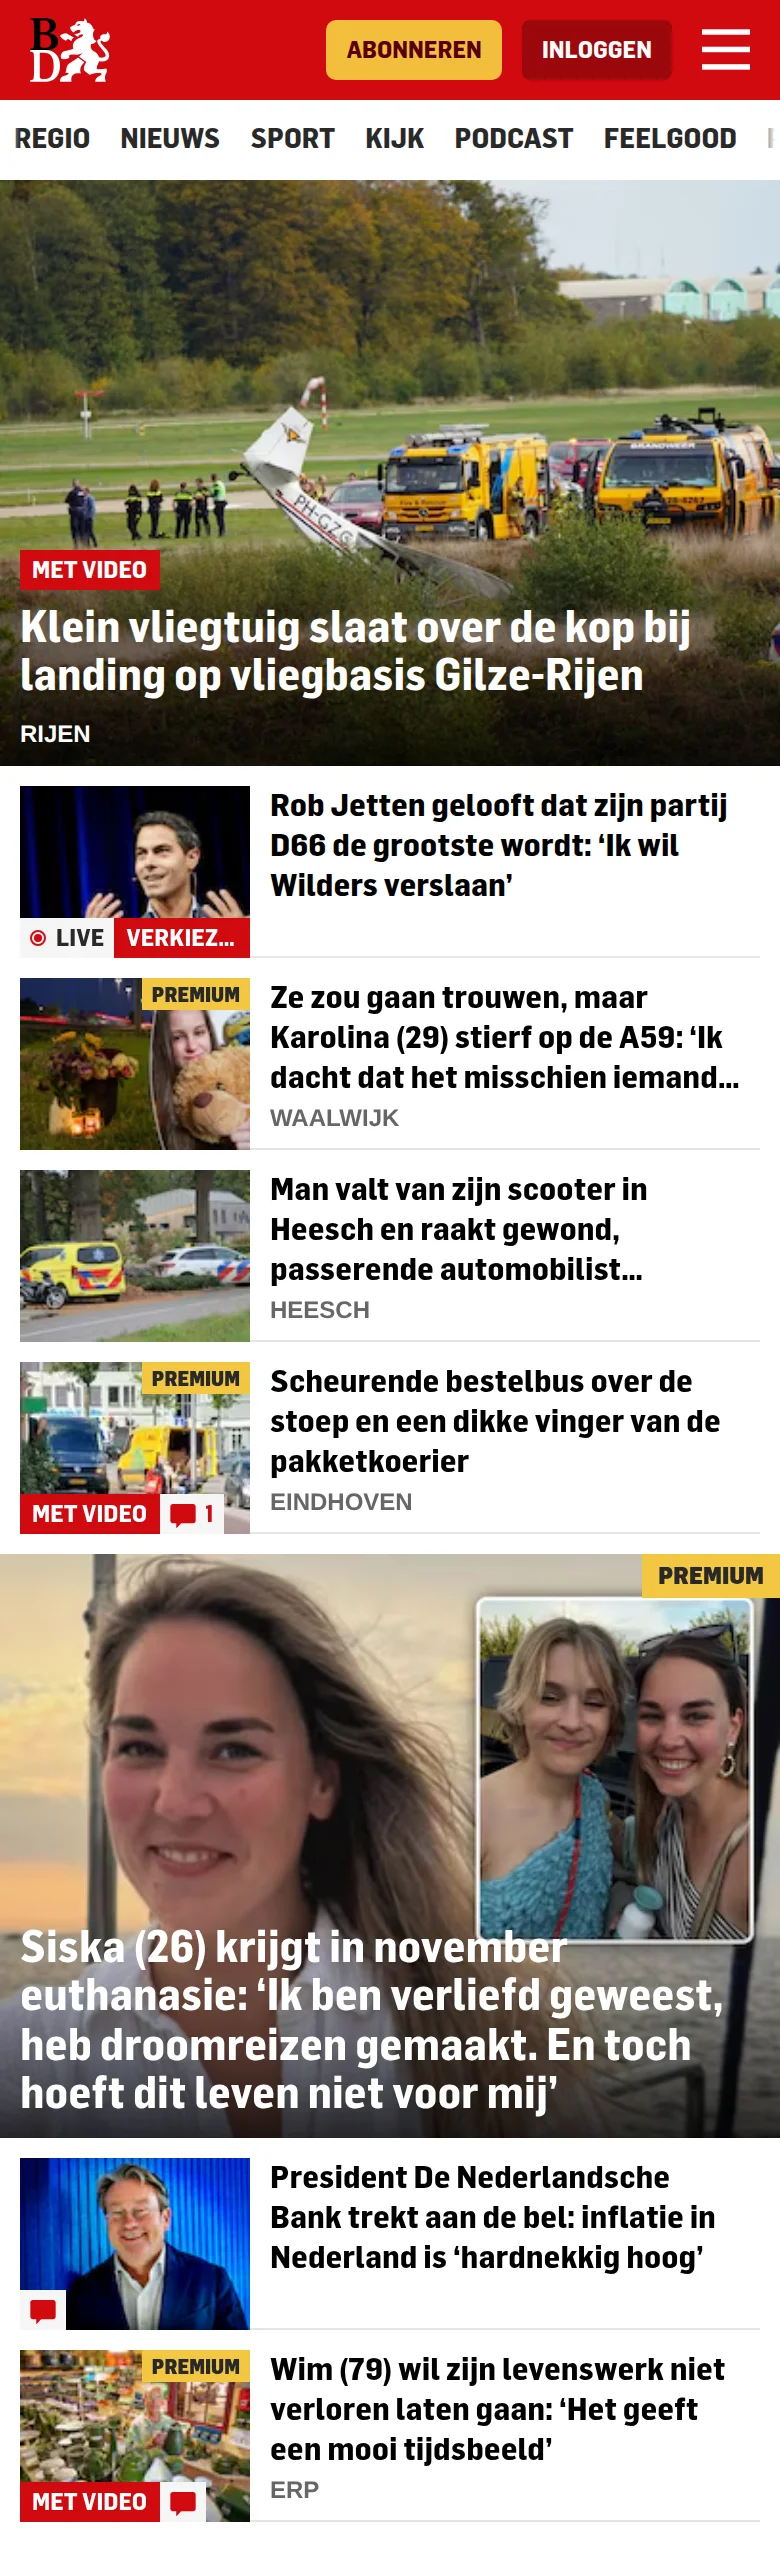 BD
ABONNEREN
INLOGGEN
REGIO NIEUWS SPORT KIJK PODCAST FEELGOOD
BRANDWEER
PH-GZG
MET VIDEO
Klein vliegtuig slaat over de kop bij
landing op vliegbasis Gilze-Rijen
RIJEN
Rob Jetten gelooft dat zijn partij
D66 de grootste wordt: ‘Ik wil
Wilders verslaan’
LIVE VERKIEZ...
PREMIUM
Ze zou gaan trouwen, maar
Karolina (29) stierf op de A59: ‘Ik
dacht dat het misschien iemand...
WAALWIJK
Man valt van zijn scooter in
Heesch en raakt gewond,
passerende automobilist...
HEESCH
PREMIUM
Scheurende bestelbus over de
stoep en een dikke vinger van de
pakketkoerier
EINDHOVEN
MET VIDEO 1
PREMIUM
Siska (26) krijgt in november
euthanasie: ‘Ik ben verliefd geweest,
heb droomreizen gemaakt. En toch
hoeft dit leven niet voor mij’
President De Nederlandsche
Bank trekt aan de bel: inflatie in
Nederland is ‘hardnekkig hoog’
PREMIUM
Wim (79) wil zijn levenswerk niet
verloren laten gaan: ‘Het geeft
een mooi tijdsbeeld’
ERP
MET VIDEO